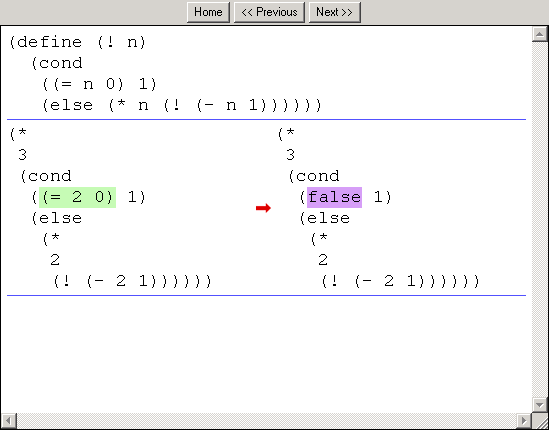 Home << Previous Next >>
(define (! n)
(cond
((= n 0) 1)
(else (* n (! (- n 1))))))
(*
3
(cond
((= 2 0) 1)
(else
(*
2
(! (- 2 1))))))
(*
3
(cond
(false 1)
(else
(*
2
(! (- 2 1))))))